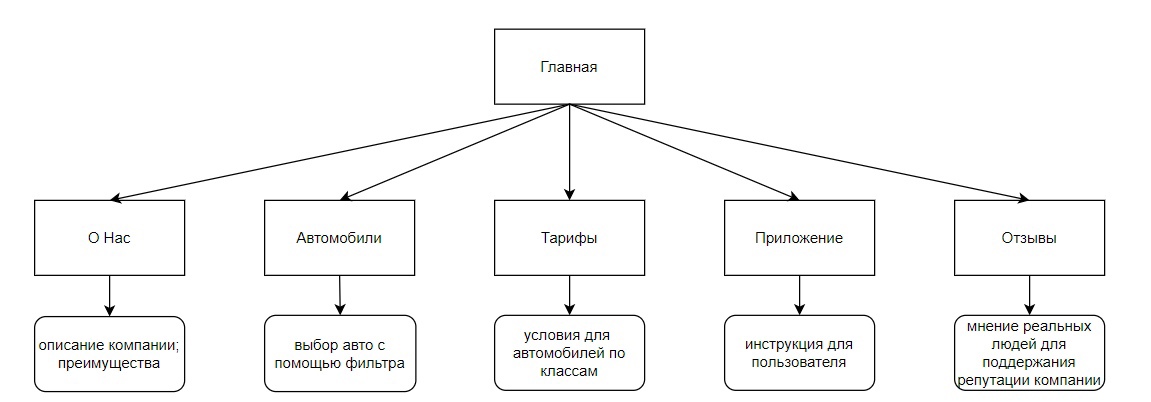 Главная
О Нас
Автомобили
Тарифы
Приложение
Отзывы
описание компании;
преимущества
выбор авто с
помощью фильтра
условия для
автомобилей по
классам
инструкция для
пользователя
мнение реальных
людей для
поддержания
репутации компании